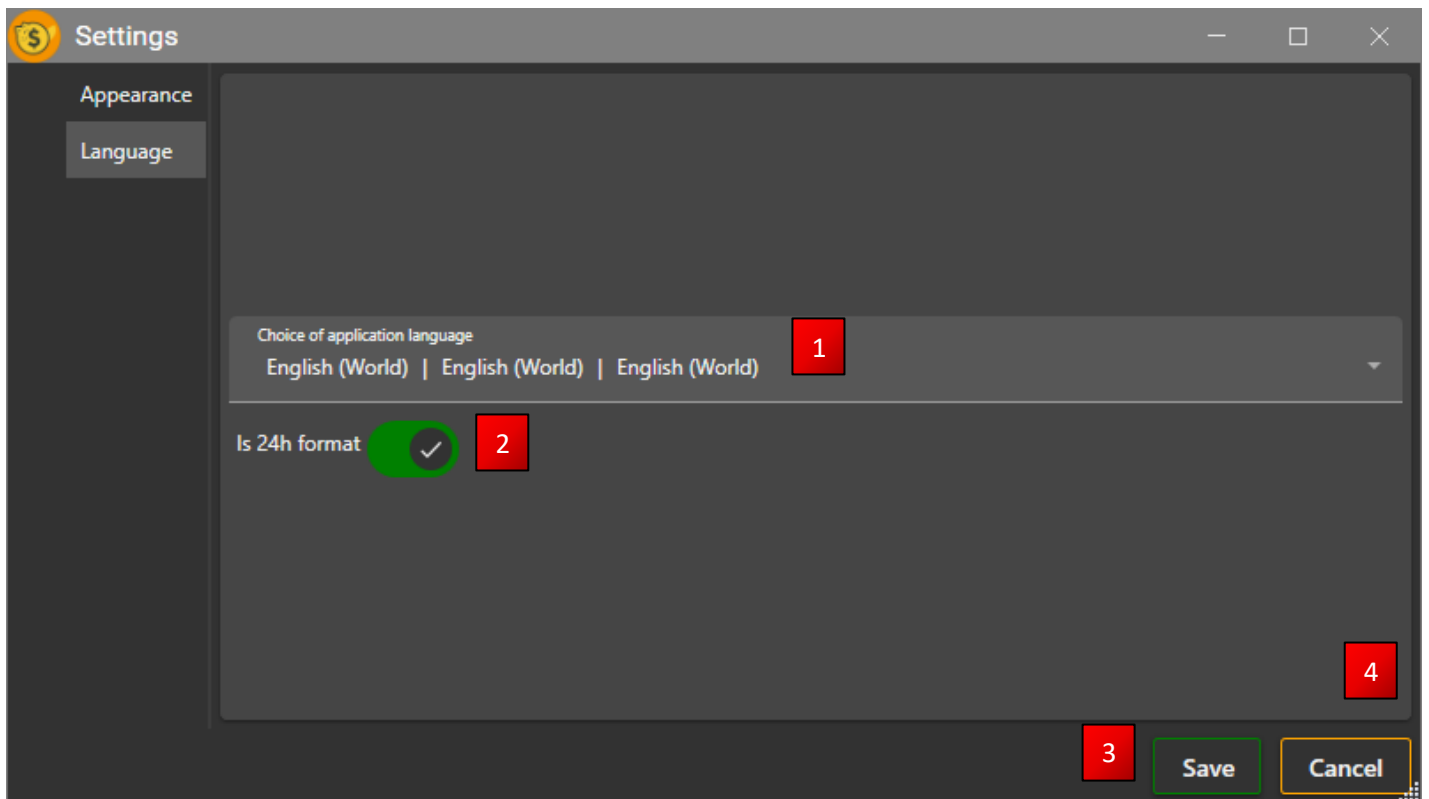 Settings
Appearance
Language
Choice of application language
English (World) | English (World) | English (World)
1
Is 24h format
2
4
3
Save
Cancel